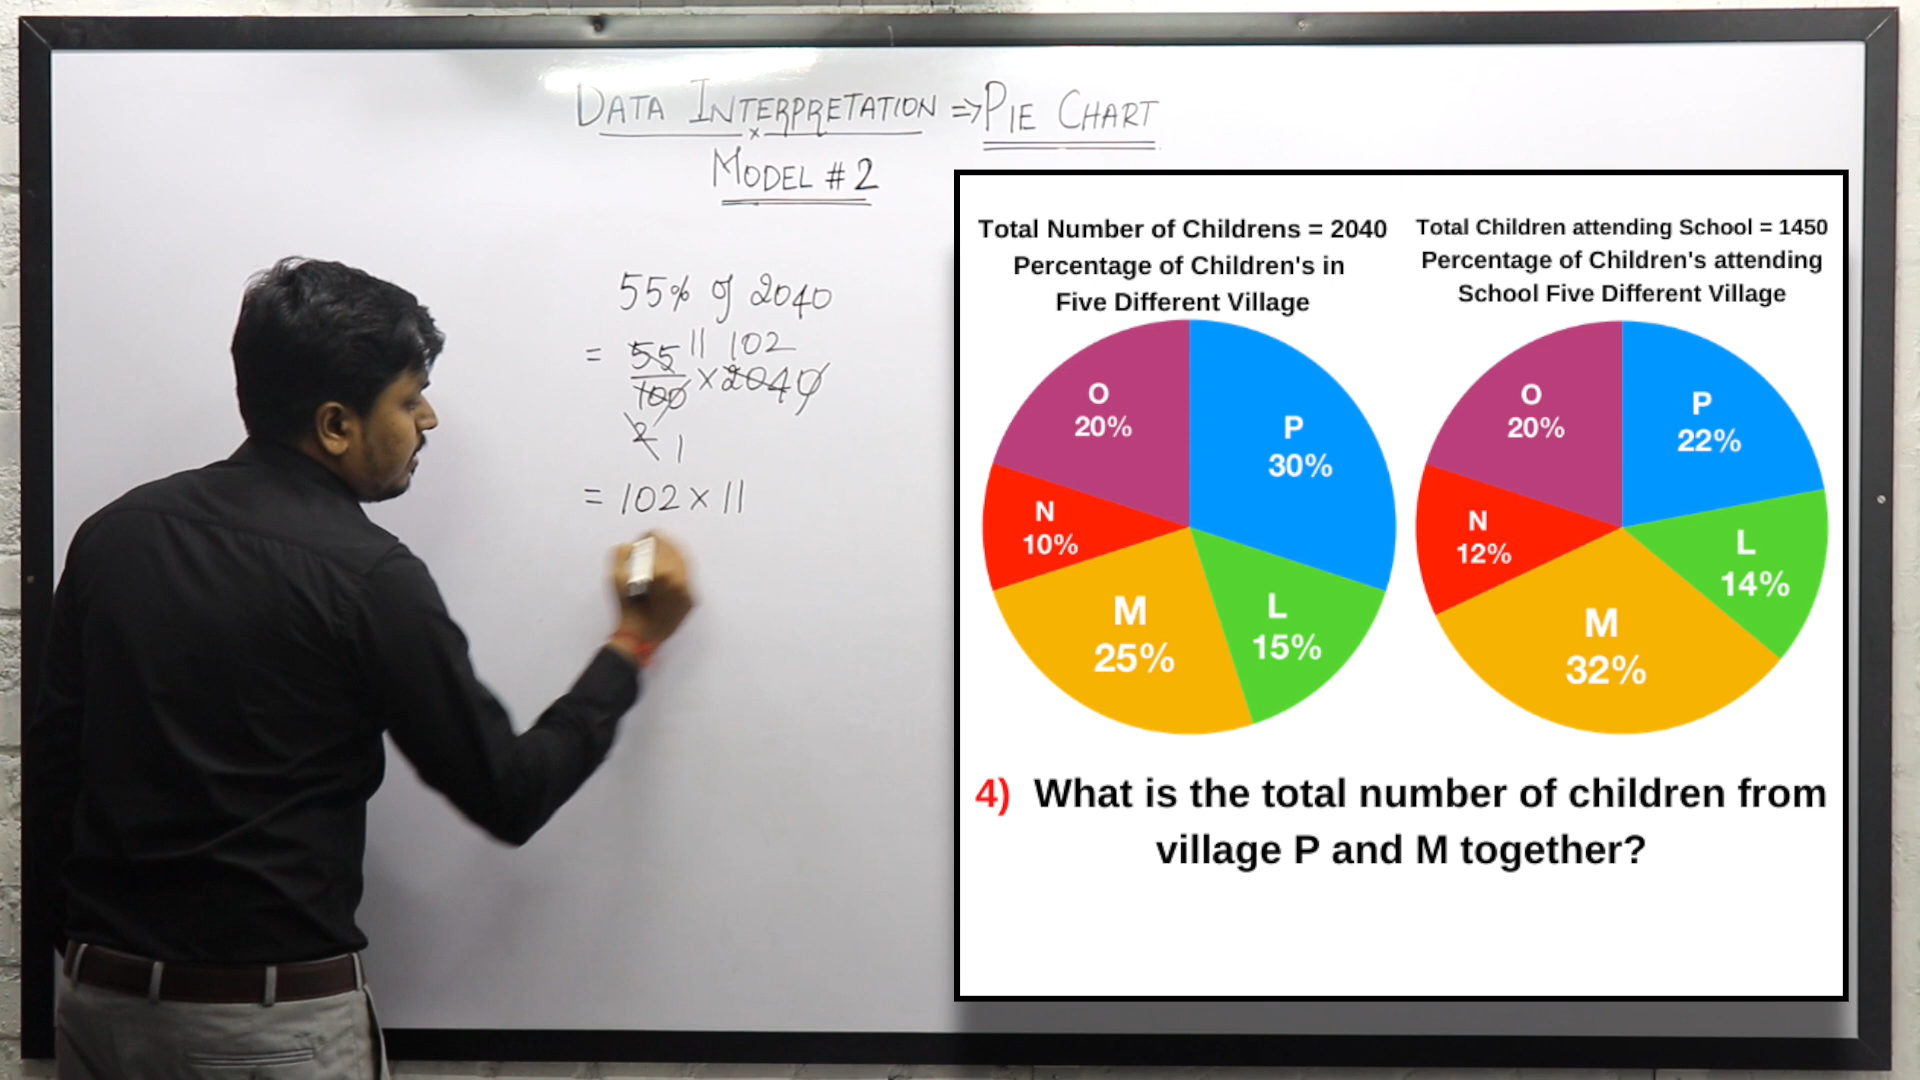 DATA INTERPRETATION ⇒ PIE CHART
MODEL #2
55% of 2040
= 55 11 102
100 × 2040
2 1
= 102 × 11
Total Number of Childrens = 2040
Percentage of Children's in
Five Different Village
O
20%
P
30%
N
10%
M
25%
L
15%
Total Children attending School = 1450
Percentage of Children's attending
School Five Different Village
O
20%
P
22%
N
12%
L
14%
M
32%
4) What is the total number of children from
village P and M together?